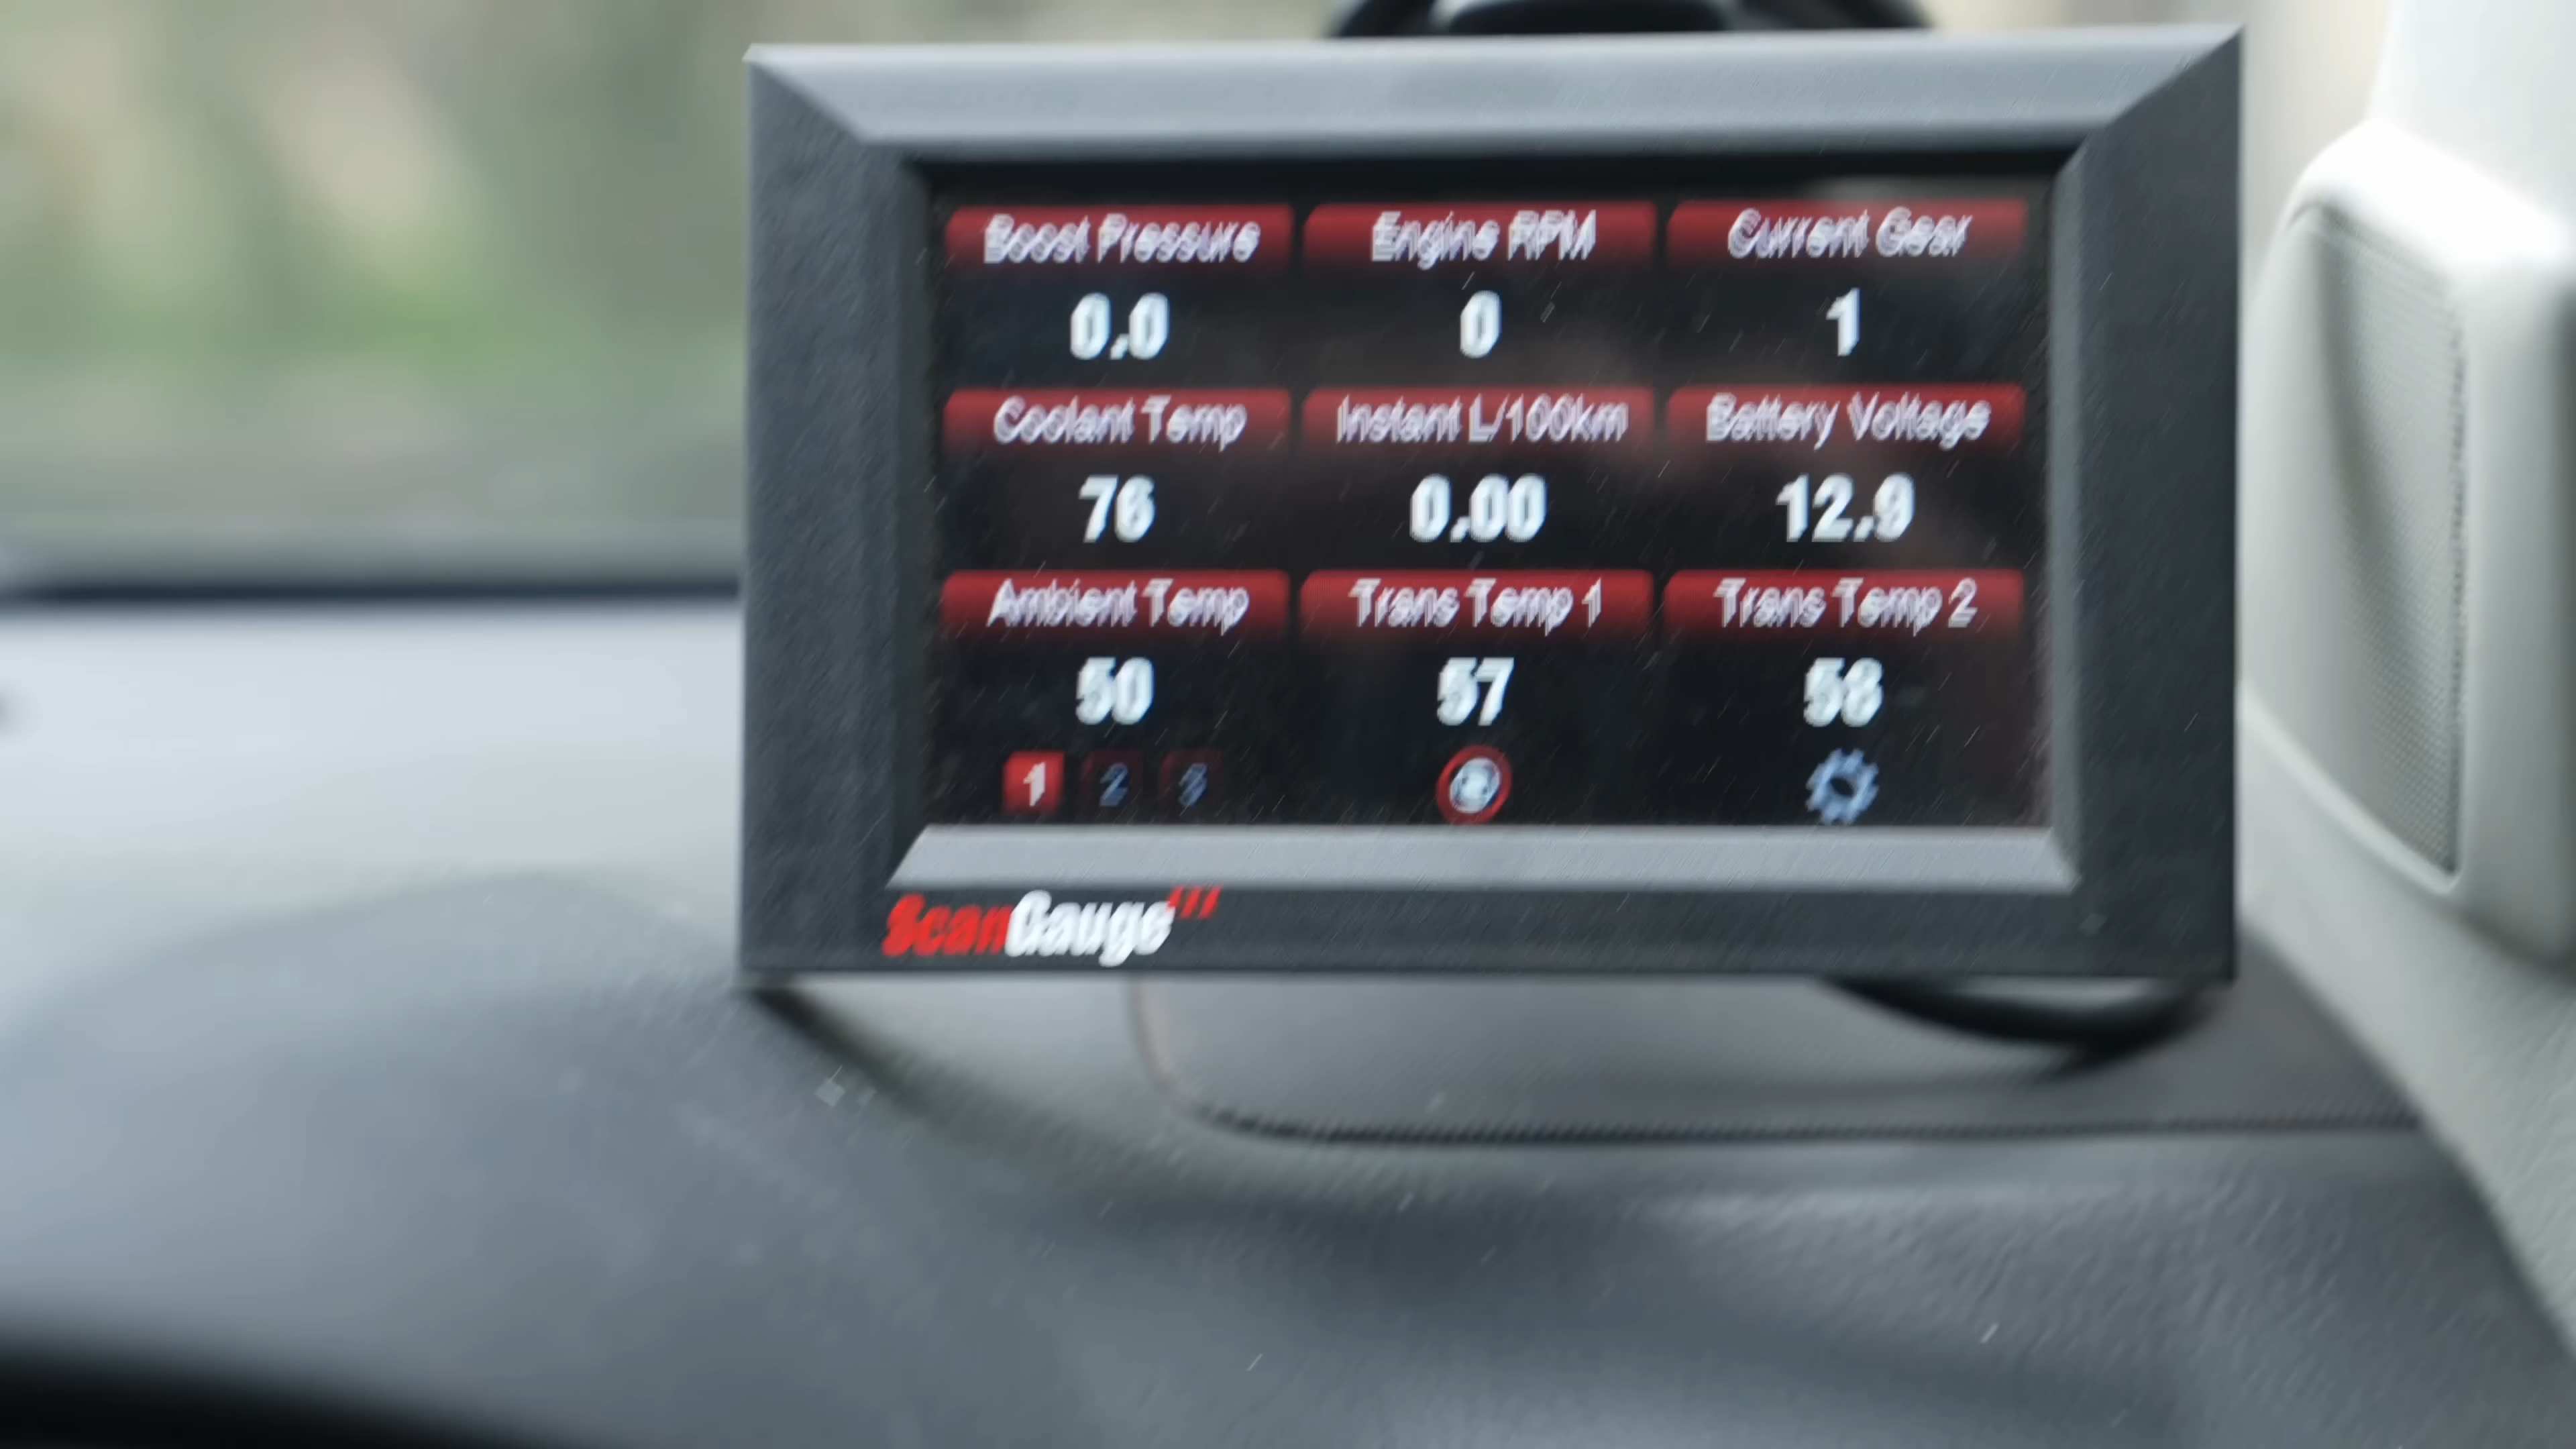 Boost Pressure Engine RPM Current Gear
0.0 0 1
Coolant Temp Instant L/100km Battery Voltage
76 0.00 12.9
Ambient Temp Trans Temp 1 Trans Temp 2
50 57 58
1 2 3
ScanGauge III